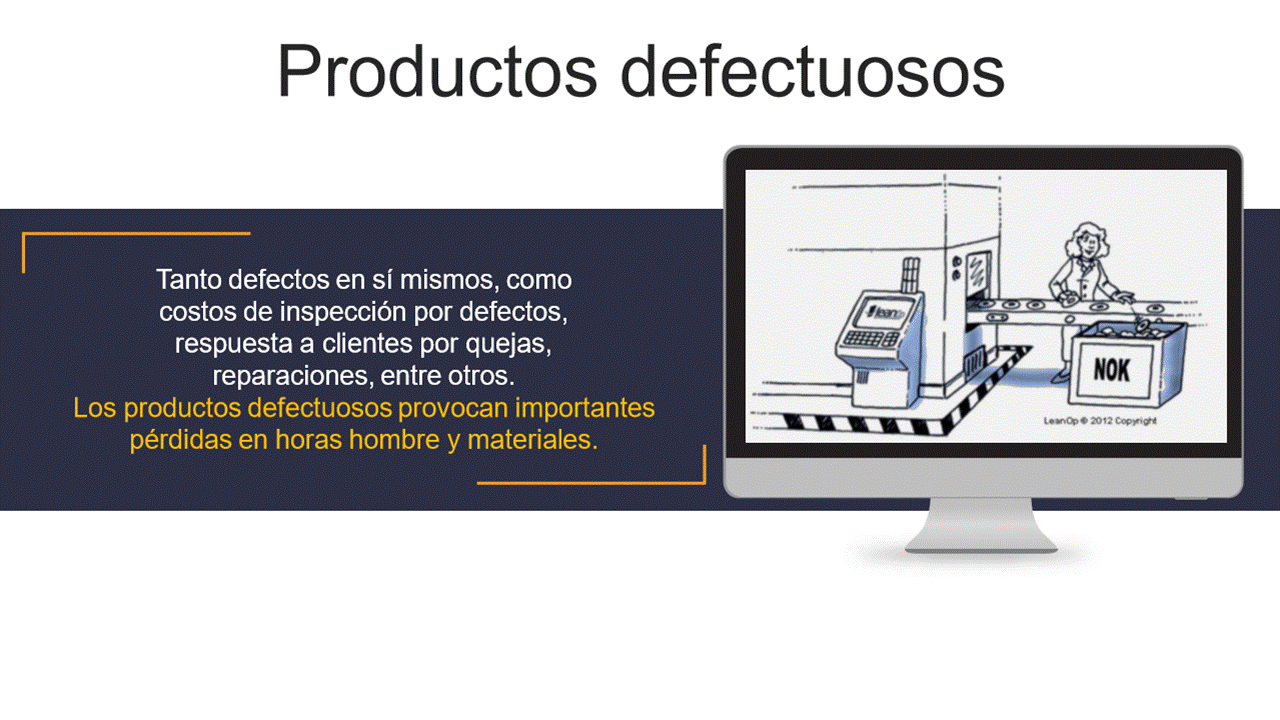 Productos defectuosos
Tanto defectos en sí mismos, como
costos de inspección por defectos,
respuesta a clientes por quejas,
reparaciones, entre otros.
Los productos defectuosos provocan importantes
pérdidas en horas hombre y materiales.
lean
NOK
LeanOp © 2012 Copyright